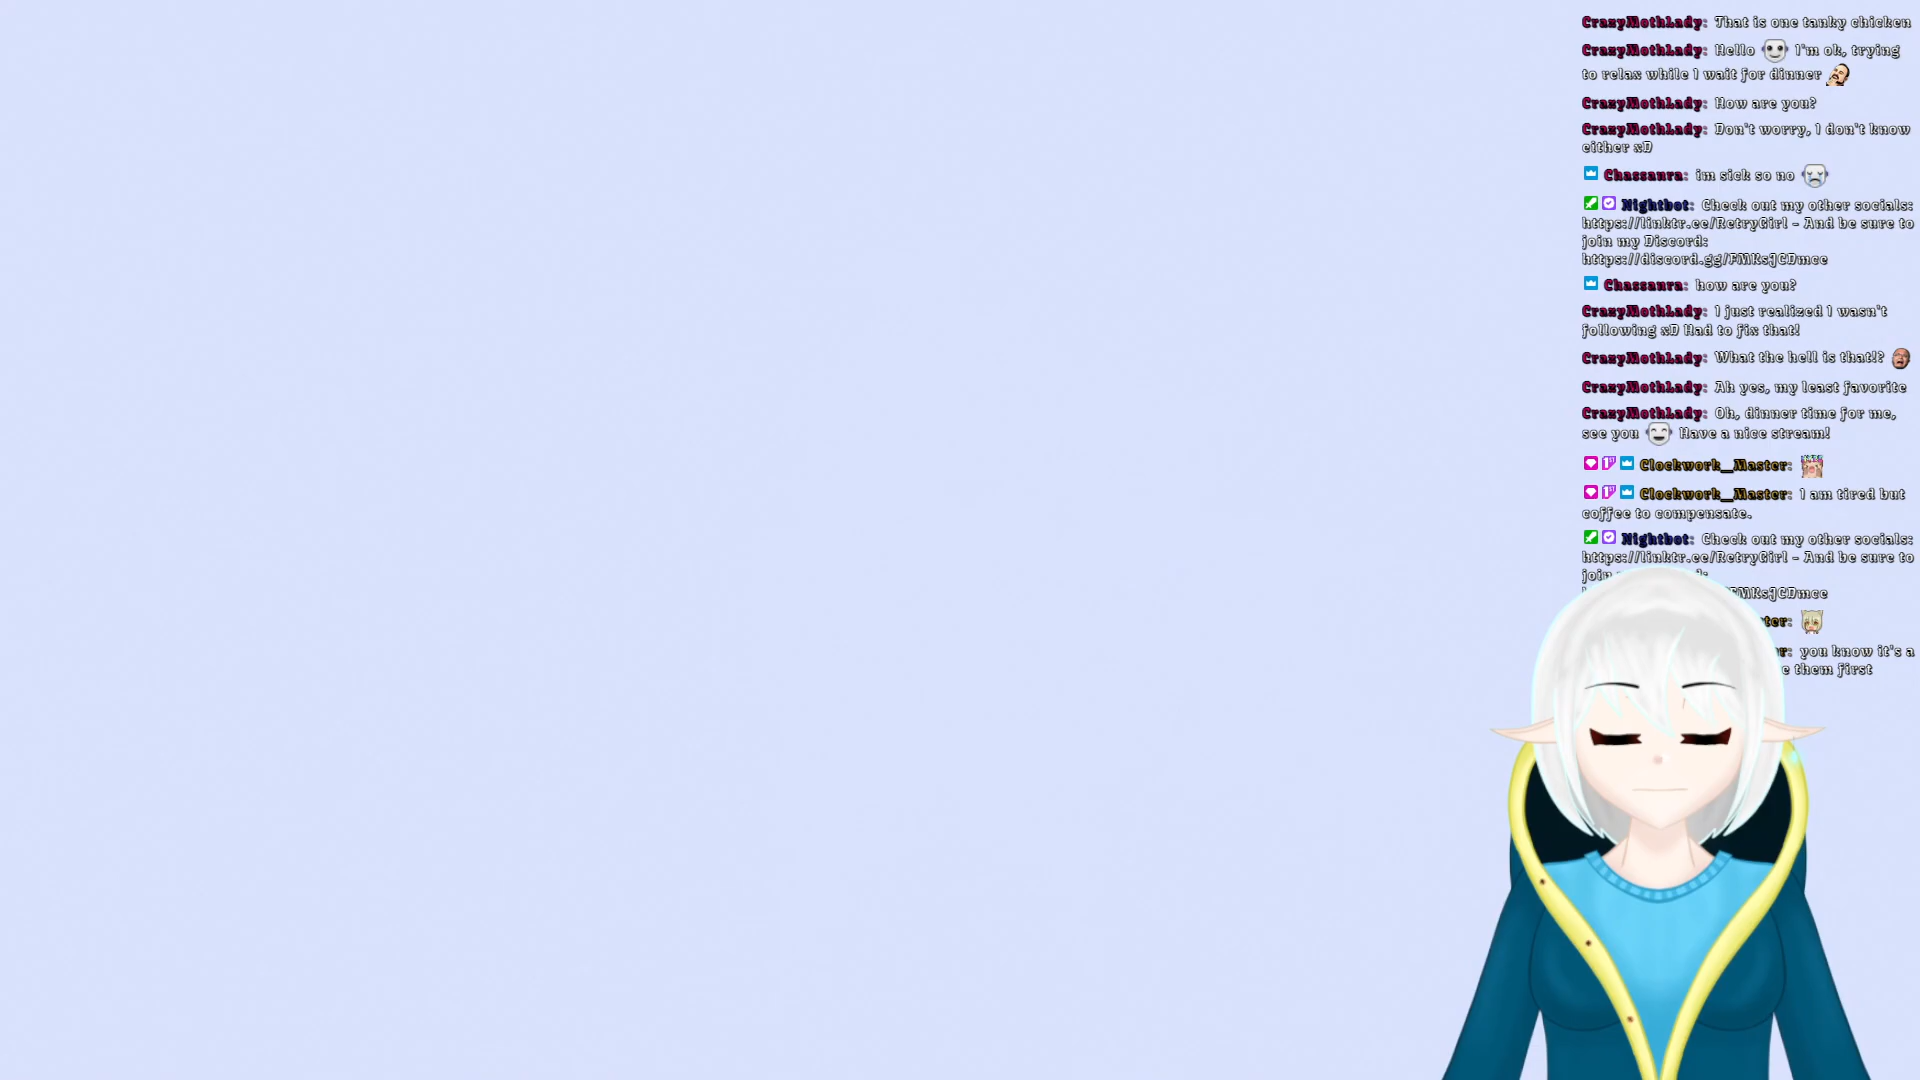 CrazyMothLady: That is one tanky chicken
CrazyMothLady: Hello I'm ok, trying
to relax while I wait for dinner
CrazyMothLady: How are you?
CrazyMothLady: Don't worry, I don't know
either xD
Chassanra: im sick so no
Nightbot: Check out my other socials:
https://linktr.ee/RetryGirl - And be sure to
join my Discord:
https://discord.gg/FMKsJCDmce
Chassanra: how are you?
CrazyMothLady: I just realized I wasn't
following xD Had to fix that!
CrazyMothLady: What the hell is that!?
CrazyMothLady: Ah yes, my least favorite
CrazyMothLady: Oh, dinner time for me,
see you Have a nice stream!
Clockwork_Master:
Clockwork_Master: I am tired but
coffee to compensate.
Nightbot: Check out my other socials:
https://linktr.ee/RetryGirl - And be sure to
join
FMKsJCDmce
ter:
r: you know it's a
e them first